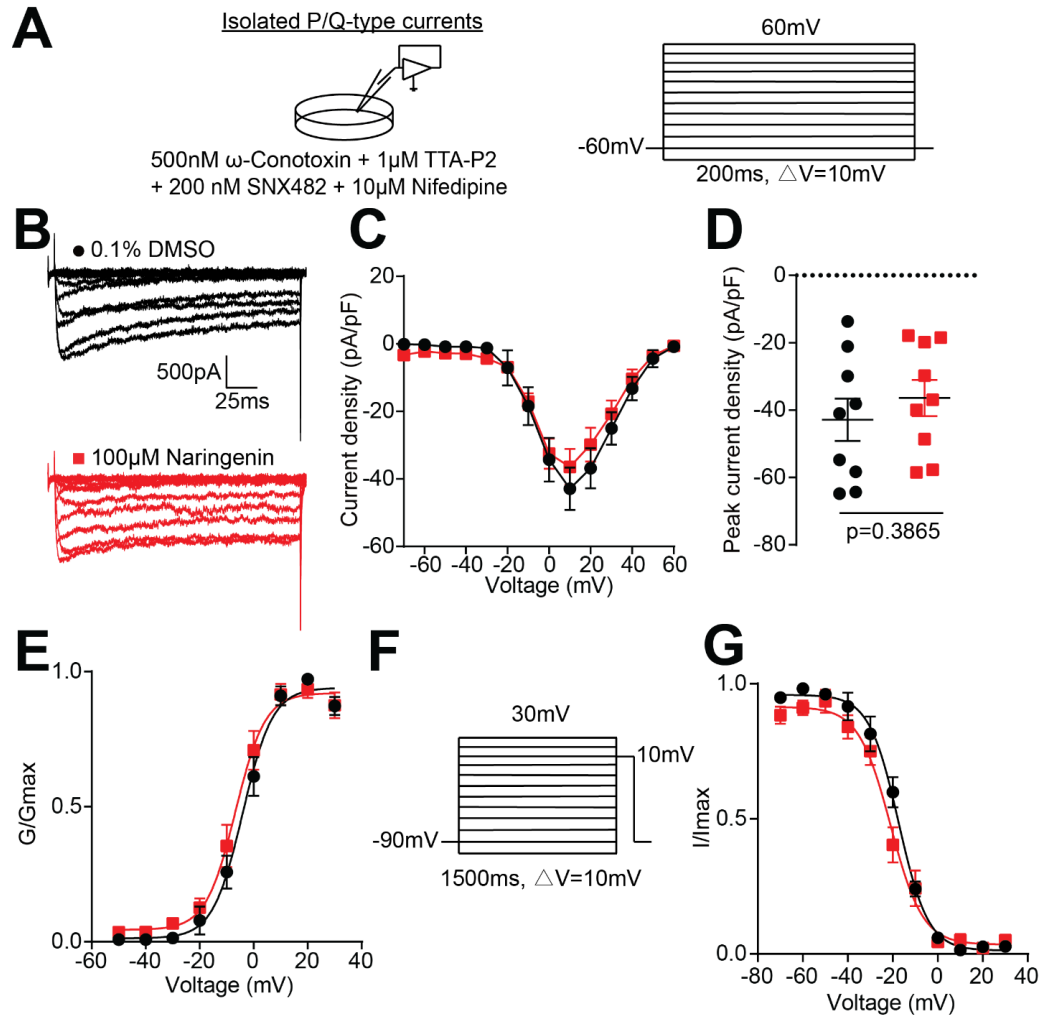 A
Isolated P/Q-type currents
500nM ω-Conotoxin + 1µM TTA-P2
+ 200 nM SNX482 + 10µM Nifedipine
60mV
-60mV
200ms, △V=10mV
B
0.1% DMSO
500pA
25ms
100µM Naringenin
C
20
0
-20
-40
-60
Current density (pA/pF)
-60 -40 -20 0 20 40 60
Voltage (mV)
D
0
-20
-40
-60
-80
Peak current density (pA/pF)
p=0.3865
E
1.0
0.5
0.0
G/Gmax
-60 -40 -20 0 20 40
Voltage (mV)
F
30mV
10mV
-90mV
1500ms, △V=10mV
G
1.0
0.5
0.0
I/Imax
-80 -60 -40 -20 0 20 40
Voltage (mV)